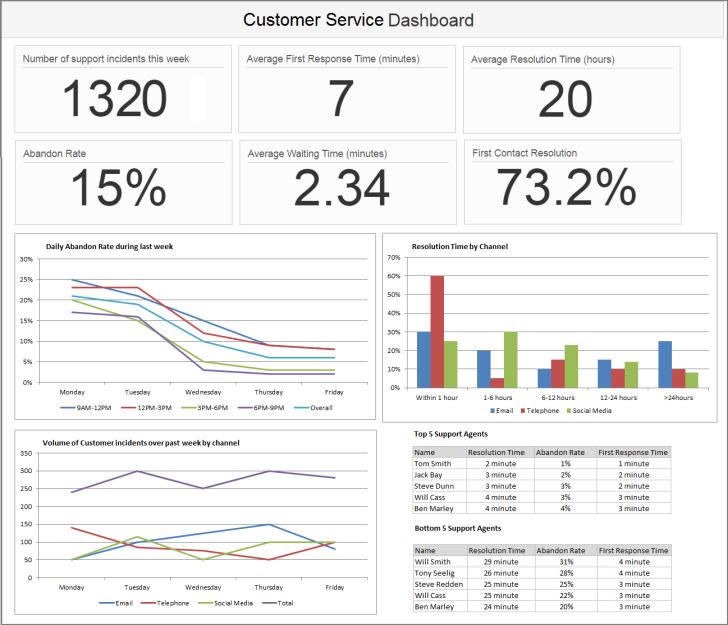 Customer Service Dashboard
Number of support incidents this week
1320
Average First Response Time (minutes)
7
Average Resolution Time (hours)
20
Abandon Rate
15%
Average Waiting Time (minutes)
2.34
First Contact Resolution
73.2%
Daily Abandon Rate during last week
30%
25%
20%
15%
10%
5%
0%
Monday Tuesday Wednesday Thursday Friday
9AM-12PM 12PM-3PM 3PM-6PM 6PM-9PM Overall
Resolution Time by Channel
70%
60%
50%
40%
30%
20%
10%
0%
Within 1 hour 1-6 hours 6-12 hours 12-24 hours >24hours
Email Telephone Social Media
Volume of Customer incidents over past week by channel
350
300
250
200
150
100
50
0
Monday Tuesday Wednesday Thursday Friday
Email Telephone Social Media Total
Top 5 Support Agents
Name Resolution Time Abandon Rate First Response Time
Tom Smith 2 minute 1% 1 minute
Jack Bay 3 minute 2% 2 minute
Steve Dunn 3 minute 3% 2 minute
Will Cass 4 minute 3% 3 minute
Ben Marley 4 minute 4% 3 minute
Bottom 5 Support Agents
Name Resolution Time Abandon Rate First Response Time
Will Smith 29 minute 31% 4 minute
Tony Seelig 26 minute 28% 4 minute
Steve Redden 25 minute 25% 3 minute
Will Cass 25 minute 22% 3 minute
Ben Marley 24 minute 20% 3 minute